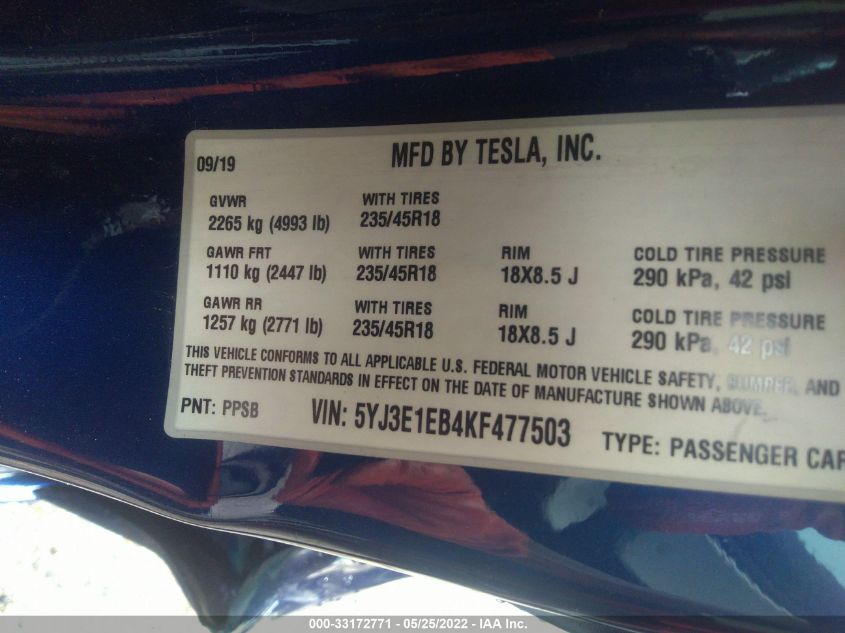 09/19 MFD BY TESLA, INC.
GVWR WITH TIRES
2265 kg (4993 lb) 235/45R18
GAWR FRT WITH TIRES RIM COLD TIRE PRESSURE
1110 kg (2447 lb) 235/45R18 18X8.5 J 290 kPa, 42 psi
GAWR RR WITH TIRES RIM COLD TIRE PRESSURE
1257 kg (2771 lb) 235/45R18 18X8.5 J 290 kPa, 42 psi
THIS VEHICLE CONFORMS TO ALL APPLICABLE U.S. FEDERAL MOTOR VEHICLE SAFETY, BUMPER, AND
THEFT PREVENTION STANDARDS IN EFFECT ON THE DATE OF MANUFACTURE SHOWN ABOVE.
PNT: PPSB VIN: 5YJ3E1EB4KF477503 TYPE: PASSENGER CAR
000-33172771 - 05/25/2022 - IAA Inc.